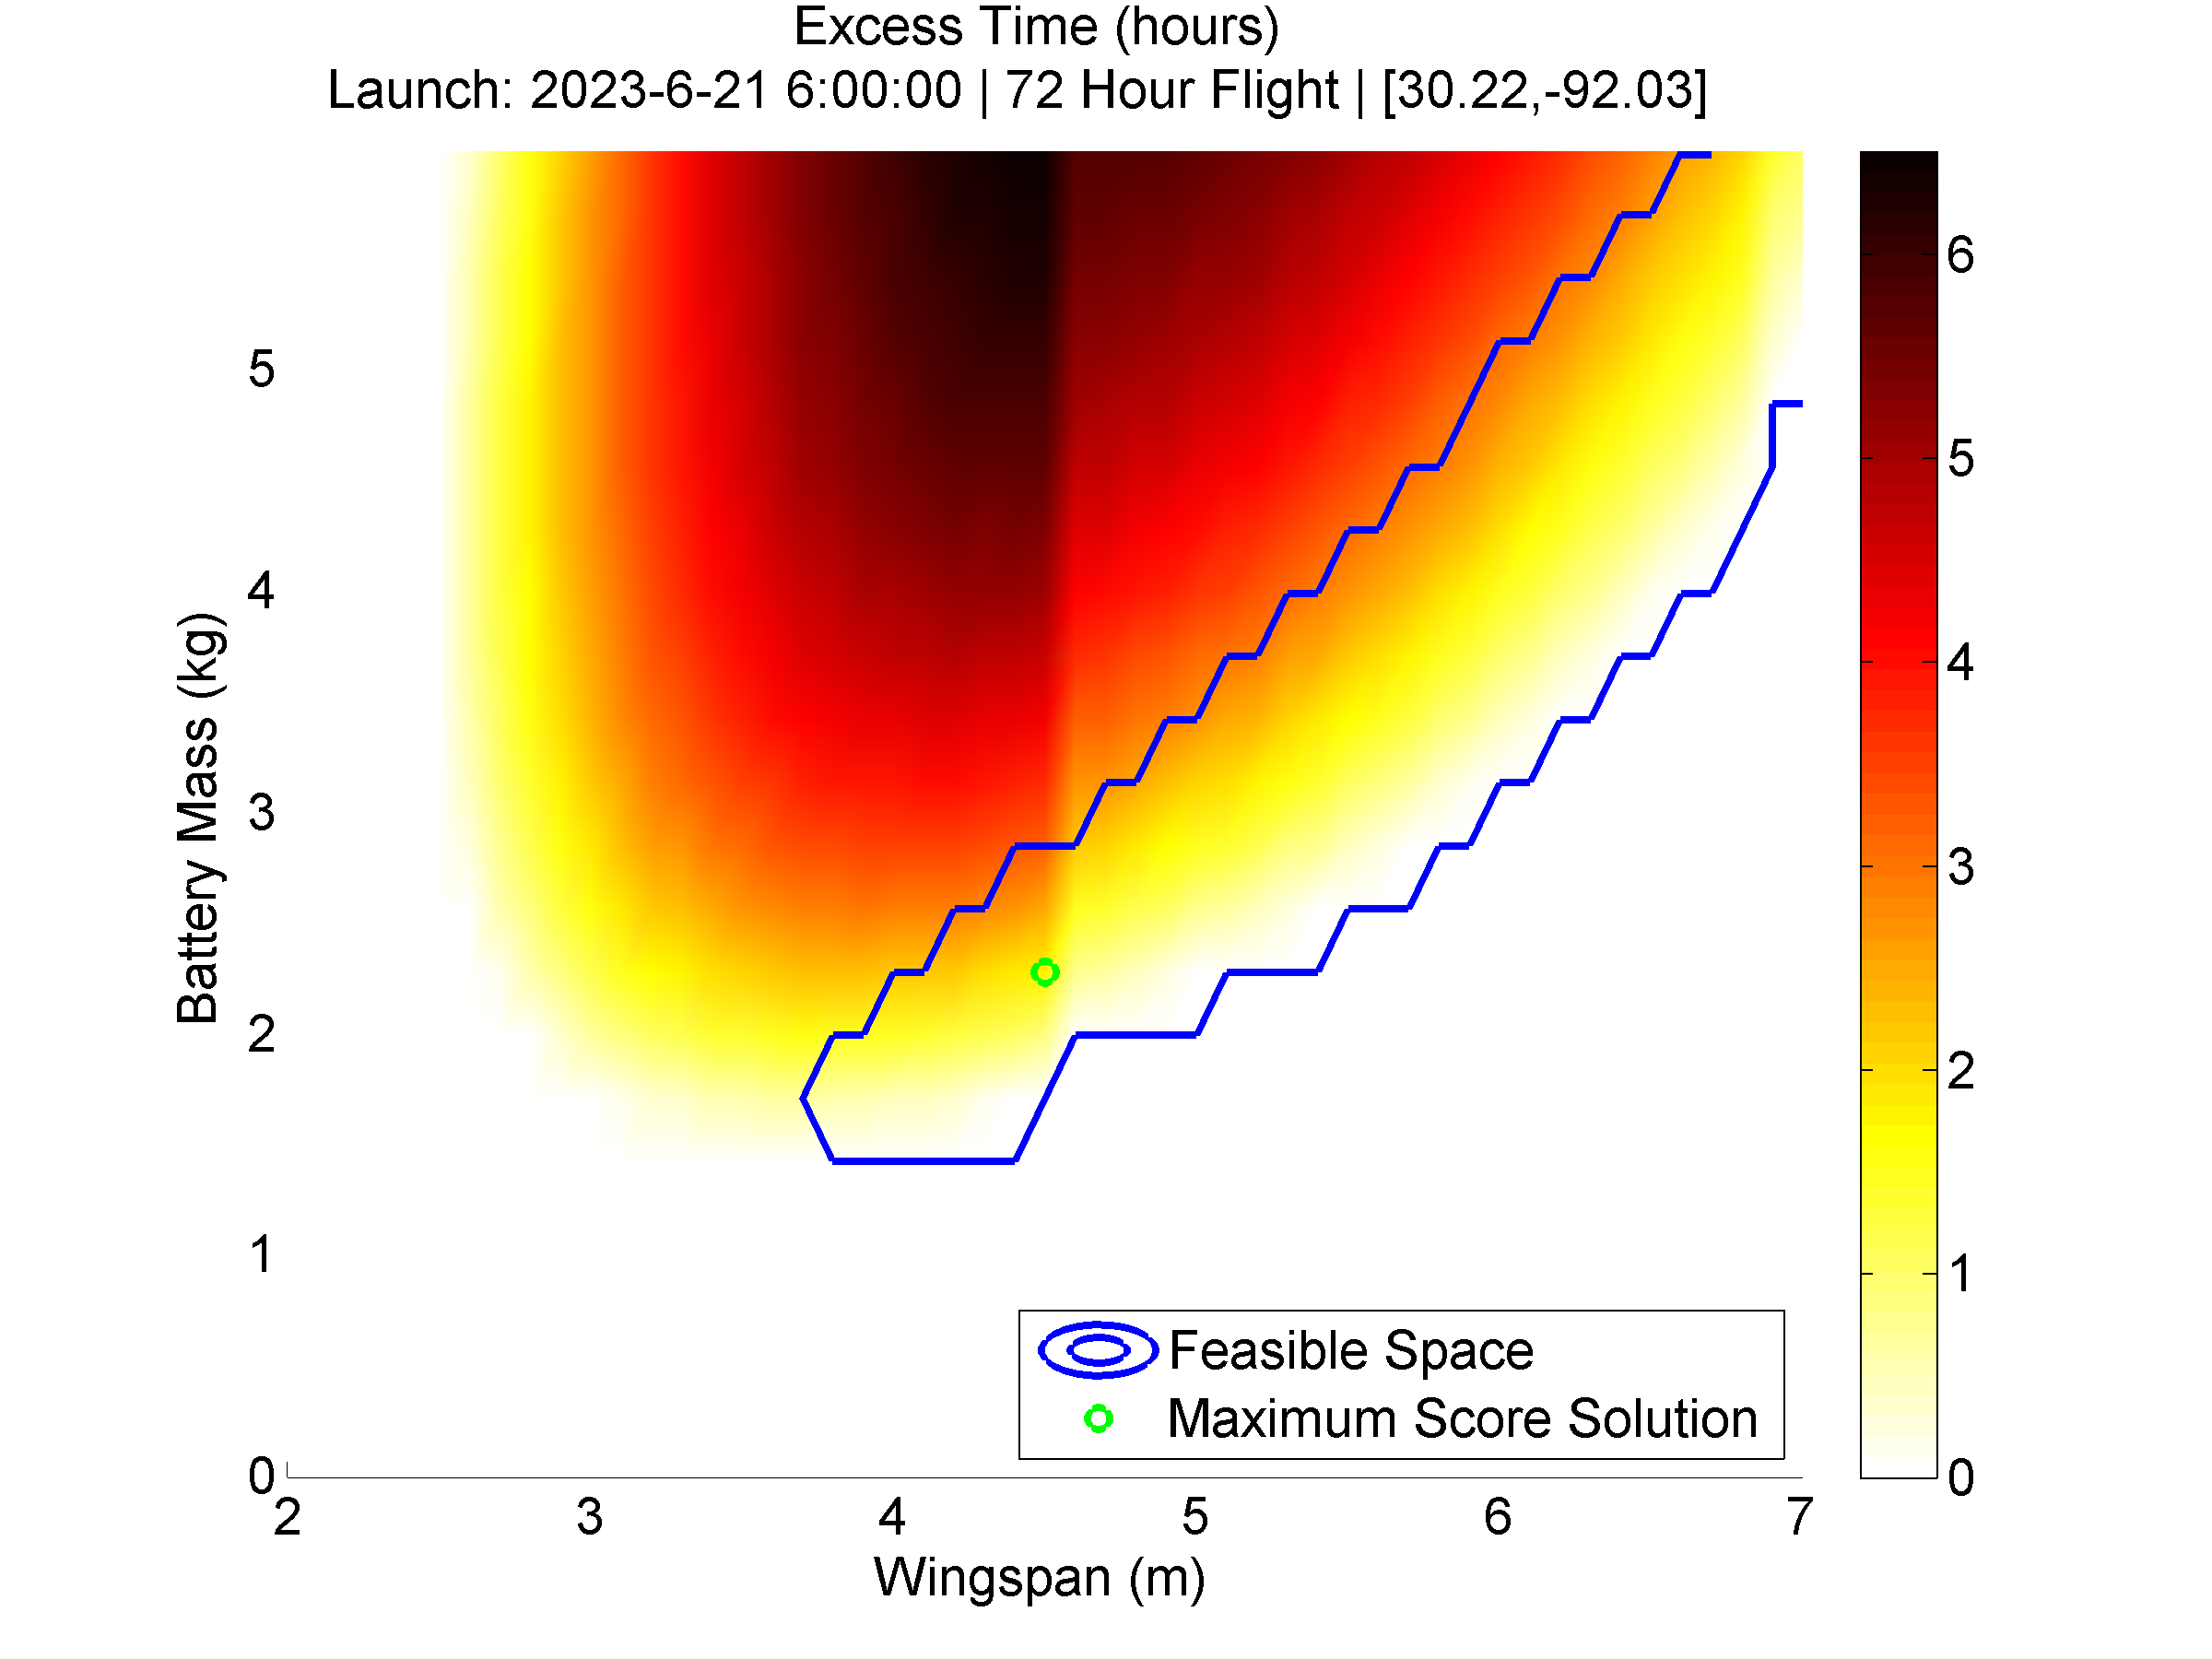 Excess Time (hours)
Launch: 2023-6-21 6:00:00 | 72 Hour Flight | [30.22,-92.03]
Battery Mass (kg)
5
4
3
2
1
0
2 3 4 5 6 7
Wingspan (m)
Feasible Space
Maximum Score Solution
6
5
4
3
2
1
0